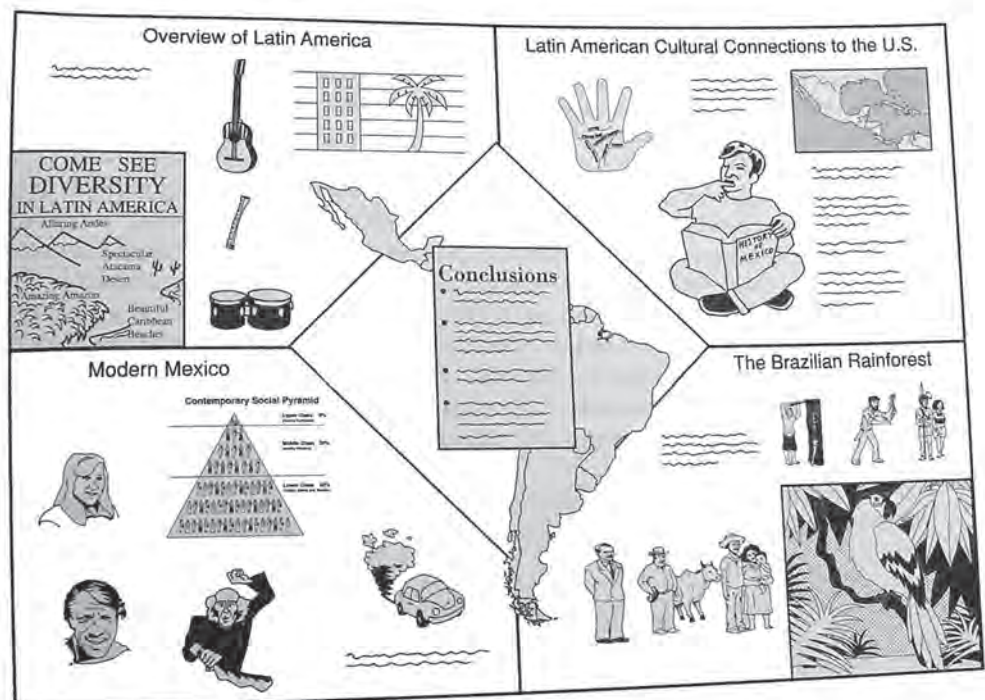 Overview of Latin America
COME SEE
DIVERSITY
IN LATIN AMERICA
Alluring Andes
Spectacular
Atacama
Desert
Amazing Amazon
Beautiful
Caribbean
Beaches
Latin American Cultural Connections to the U.S.
HISTORY
OF
MEXICO
Conclusions
Modern Mexico
Contemporary Social Pyramid
Upper Class
Middle Class
Lower Class
The Brazilian Rainforest